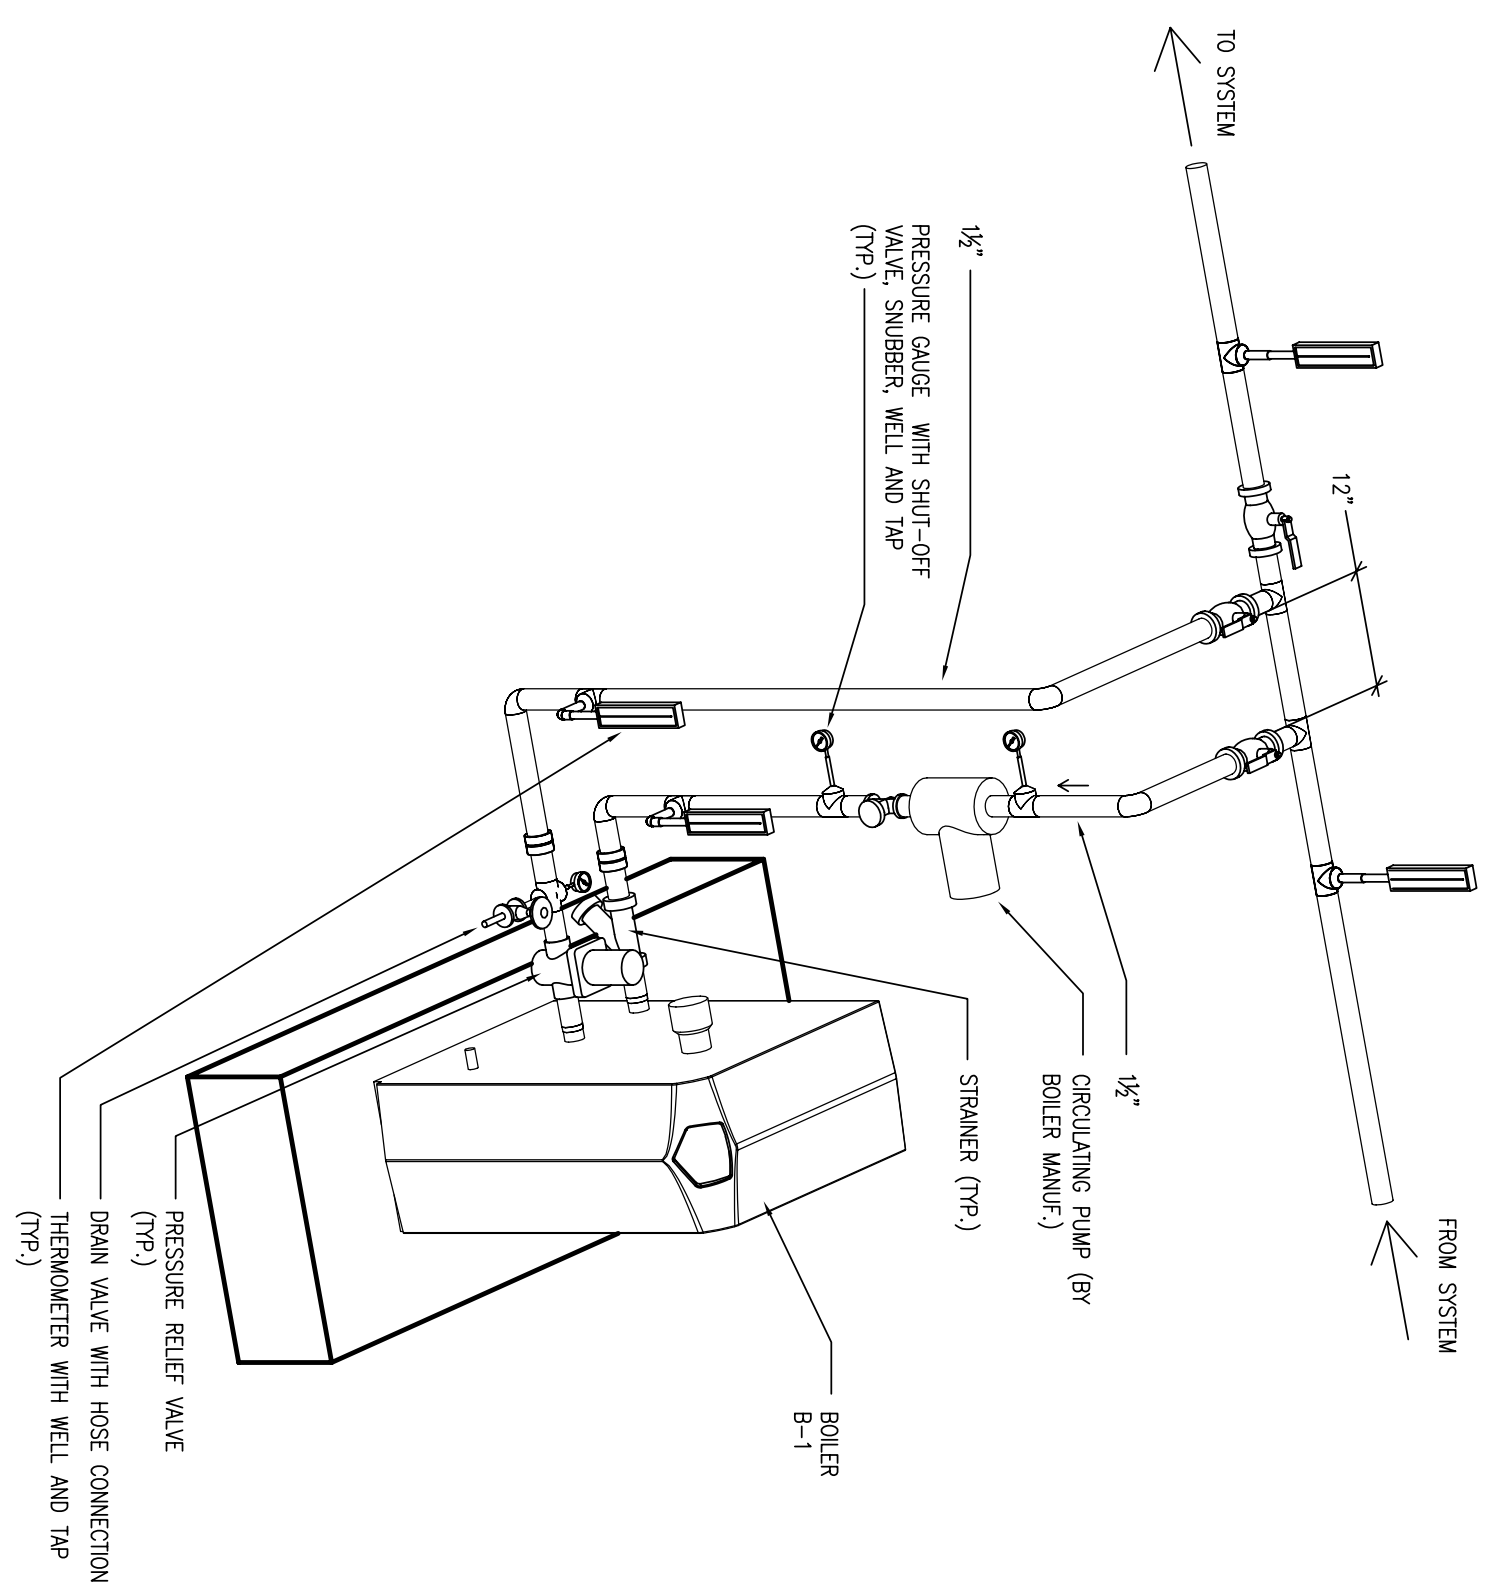 TO SYSTEM
FROM SYSTEM
12"
1½"
PRESSURE GAUGE WITH SHUT-OFF
VALVE, SNUBBER, WELL AND TAP
(TYP.)
1½"
CIRCULATING PUMP (BY
BOILER MANUF.)
STRAINER (TYP.)
BOILER
B-1
PRESSURE RELIEF VALVE
(TYP.)
DRAIN VALVE WITH HOSE CONNECTION
THERMOMETER WITH WELL AND TAP
(TYP.)